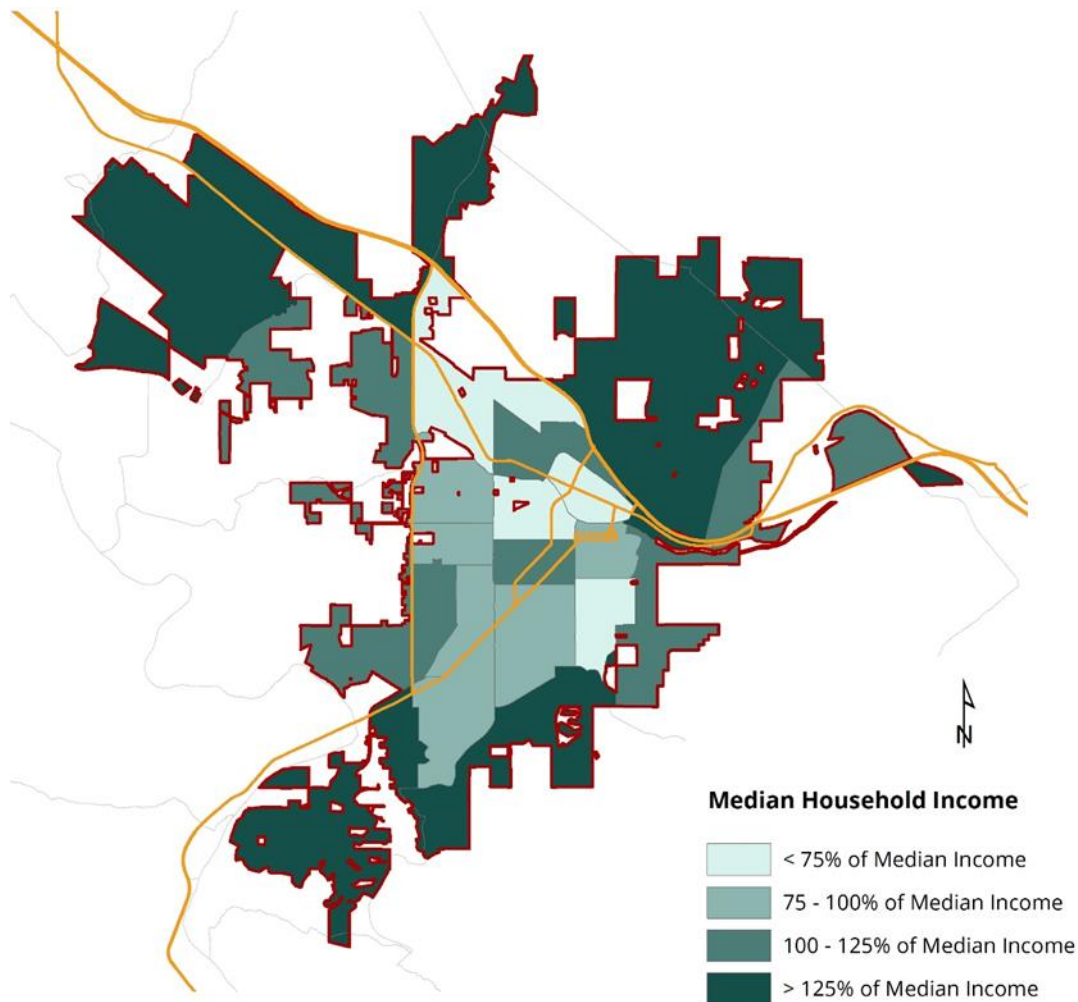 N
Median Household Income
< 75% of Median Income
75 - 100% of Median Income
100 - 125% of Median Income
> 125% of Median Income